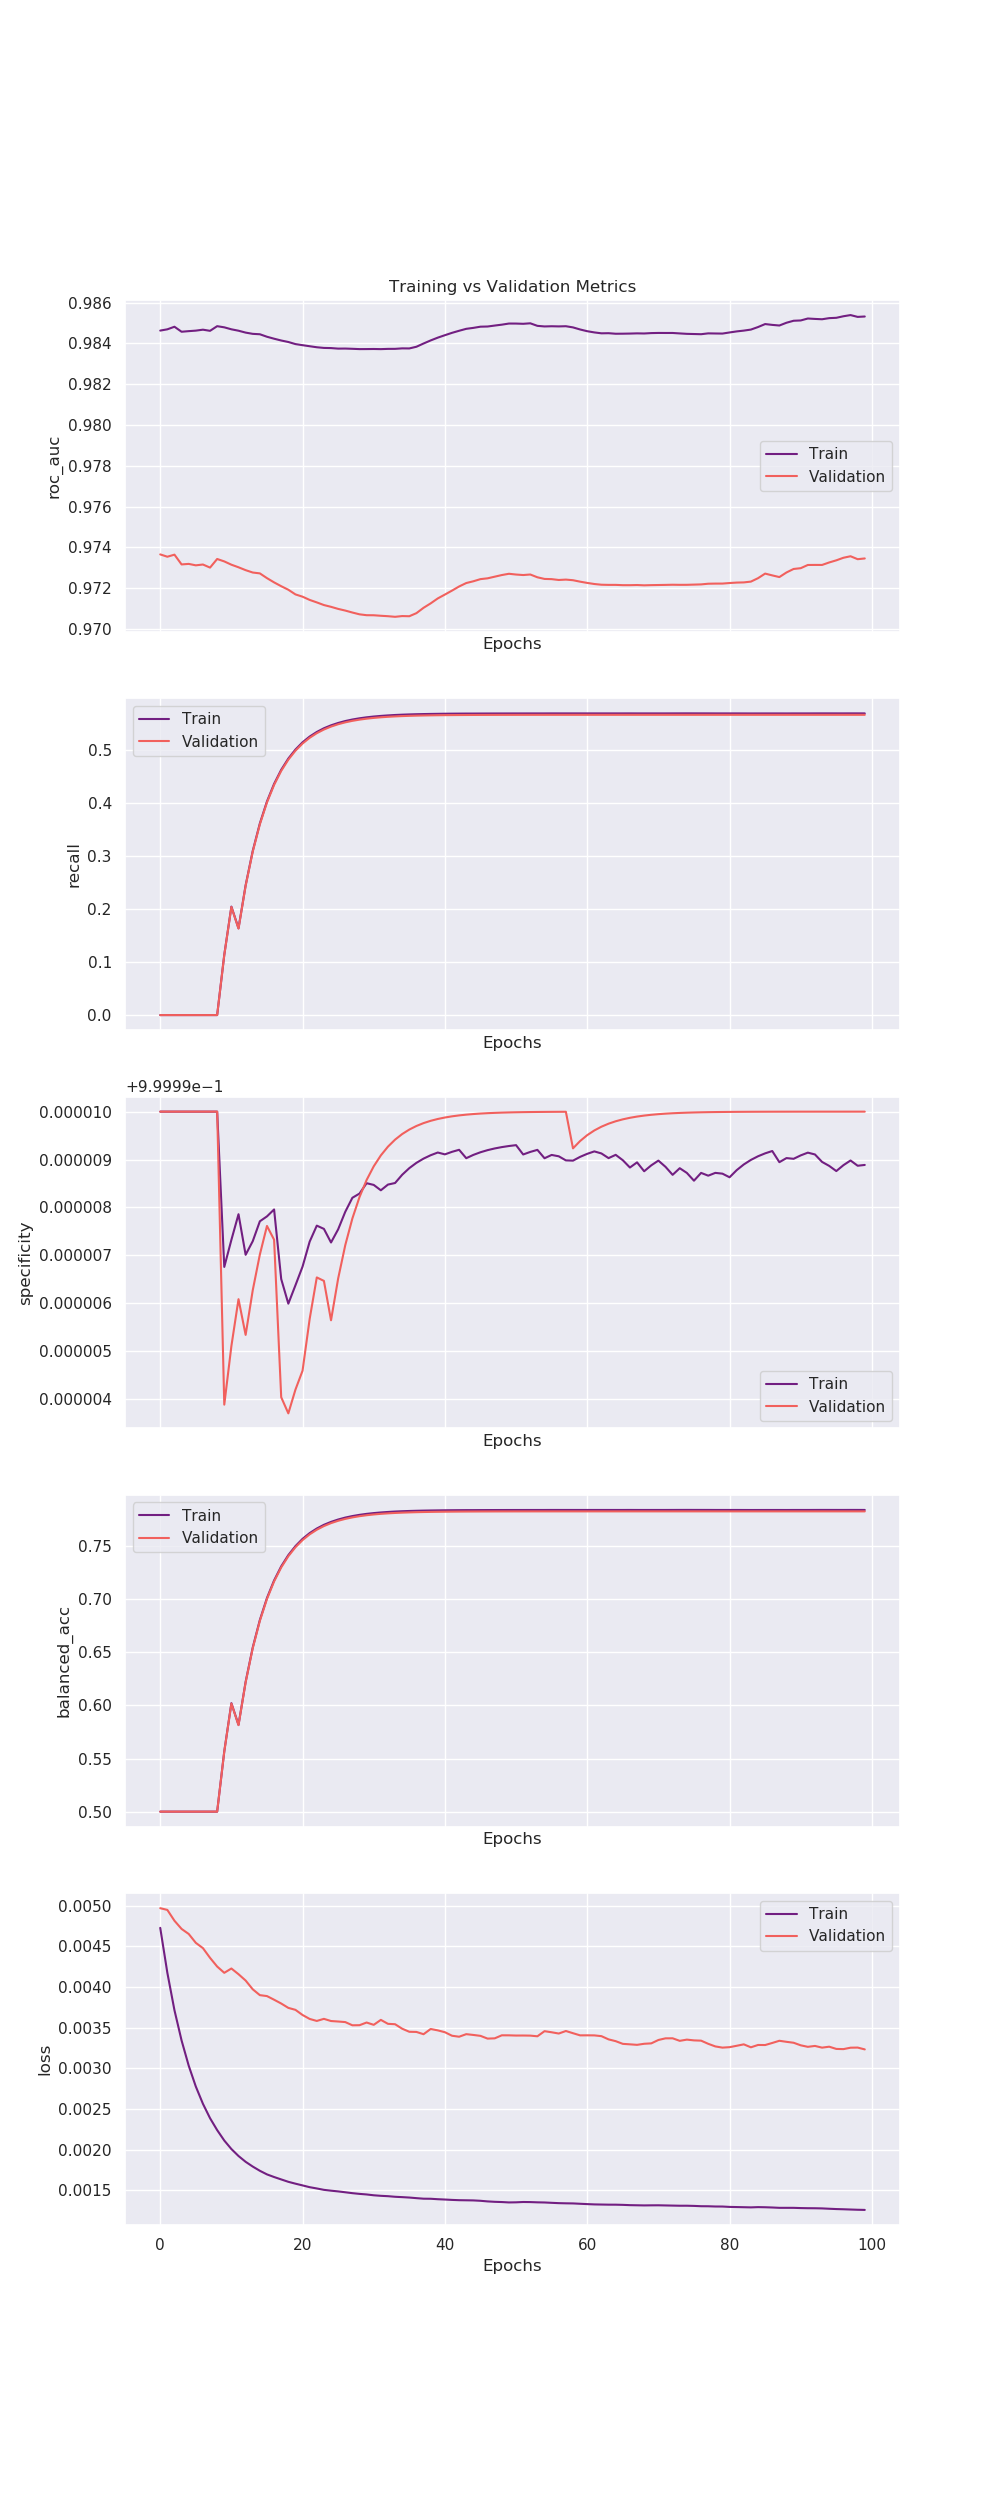 Training vs Validation Metrics
0.986
0.984
0.982
0.980
0.978
0.976
0.974
0.972
0.970
roc_auc
Train
Validation
Epochs
Train
Validation
0.5
0.4
0.3
0.2
0.1
0.0
recall
Epochs
+9.9999e−1
0.000010
0.000009
0.000008
0.000007
0.000006
0.000005
0.000004
specificity
Train
Validation
Epochs
Train
Validation
0.75
0.70
0.65
0.60
0.55
0.50
balanced_acc
Epochs
0.0050
0.0045
0.0040
0.0035
0.0030
0.0025
0.0020
0.0015
loss
Train
Validation
0 20 40 60 80 100
Epochs